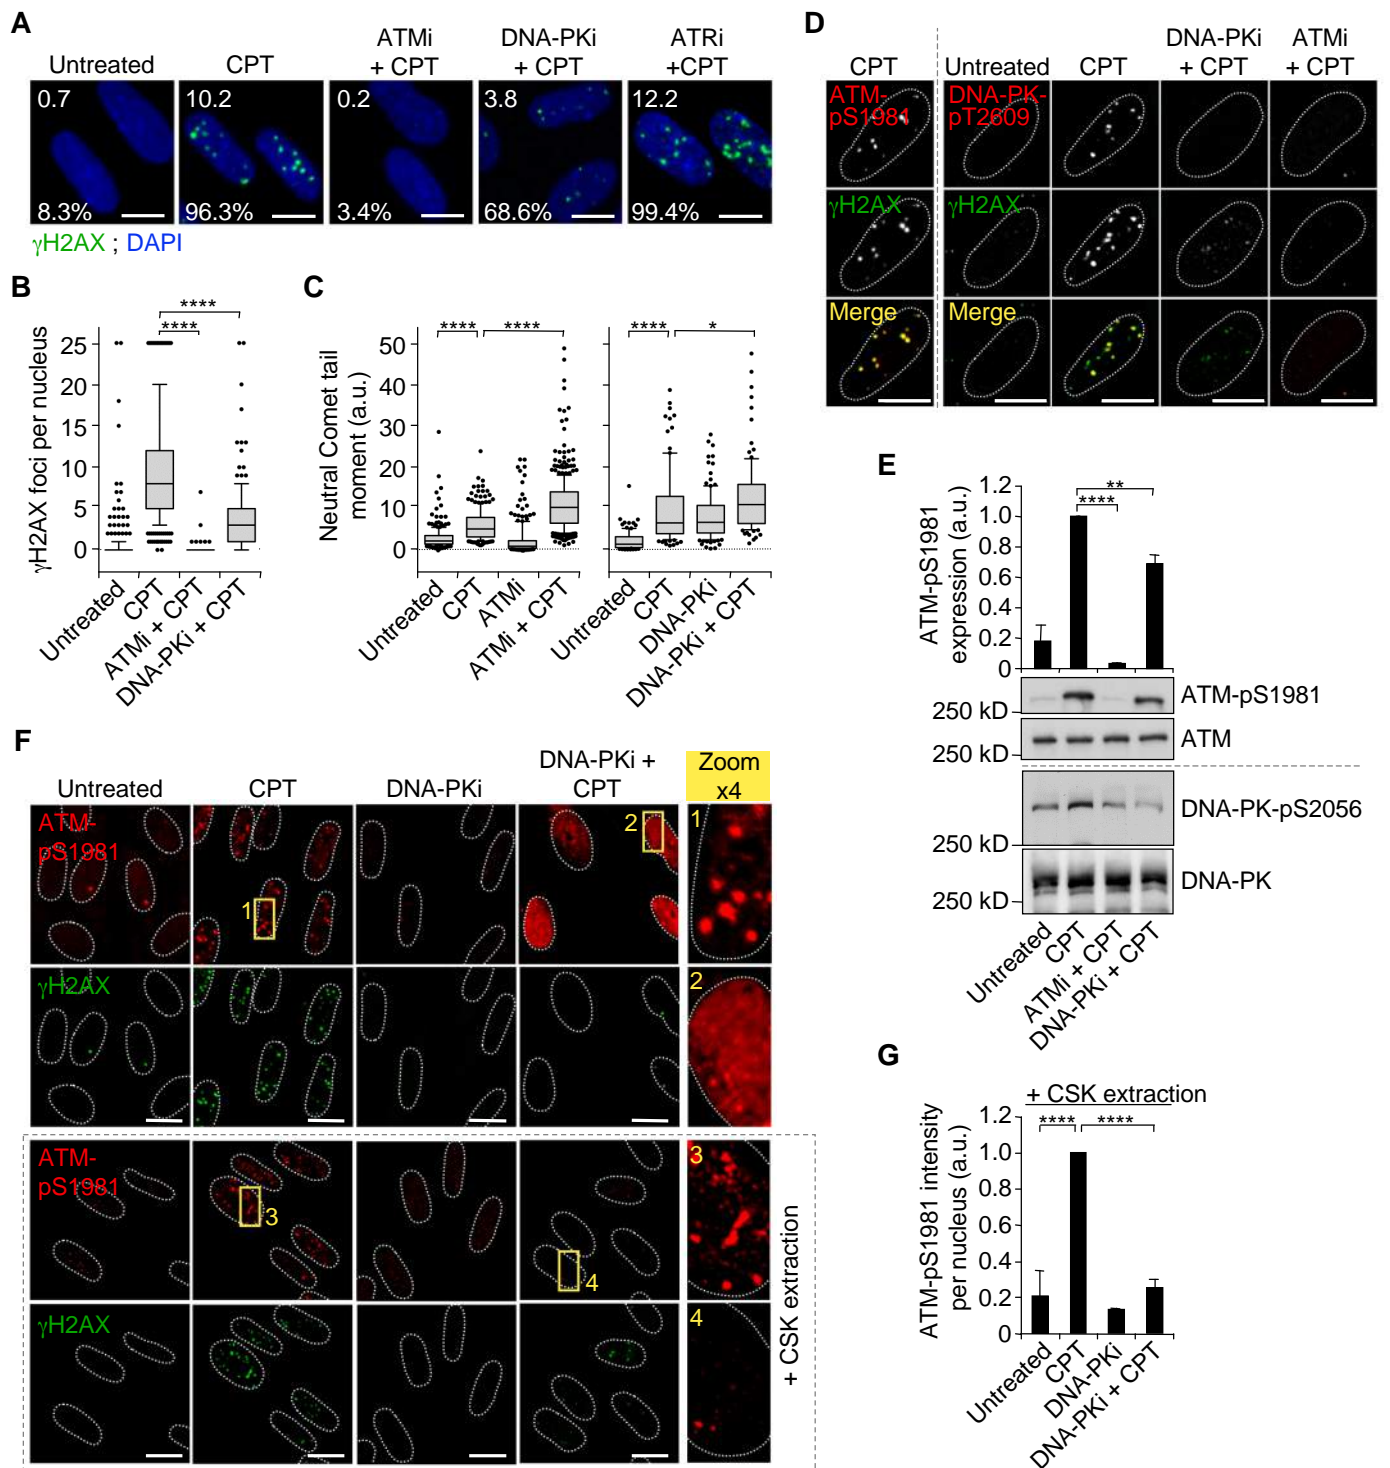 A
Untreated
CPT
ATMi
+ CPT
DNA-PKi
+ CPT
ATRi
+CPT
0.7
10.2
0.2
3.8
12.2
8.3%
96.3%
3.4%
68.6%
99.4%
γH2AX ; DAPI
B
γH2AX foci per nucleus
25
20
15
10
5
0
****
****
Untreated
CPT
ATMi + CPT
DNA-PKi + CPT
C
Neutral Comet tail
moment (a.u.)
50
40
30
20
10
0
****
****
****
*
Untreated
CPT
ATMi
ATMi + CPT
Untreated
CPT
DNA-PKi
DNA-PKi + CPT
D
CPT
Untreated
CPT
DNA-PKi
+ CPT
ATMi
+ CPT
ATM-
pS1981
DNA-PK-
pT2609
γH2AX
γH2AX
Merge
Merge
E
ATM-pS1981
expression (a.u.)
1.2
1.0
0.8
0.6
0.4
0.2
0
**
****
250 kD
ATM-pS1981
250 kD
ATM
250 kD
DNA-PK-pS2056
250 kD
DNA-PK
Untreated
CPT
ATMi + CPT
DNA-PKi + CPT
F
Untreated
CPT
DNA-PKi
DNA-PKi +
CPT
Zoom
x4
ATM-
pS1981
1
2
1
γH2AX
2
ATM-
pS1981
3
4
3
γH2AX
4
+ CSK extraction
G
+ CSK extraction
ATM-pS1981 intensity
per nucleus (a.u.)
1.2
1.0
0.8
0.6
0.4
0.2
0
****
****
Untreated
CPT
DNA-PKi
DNA-PKi + CPT